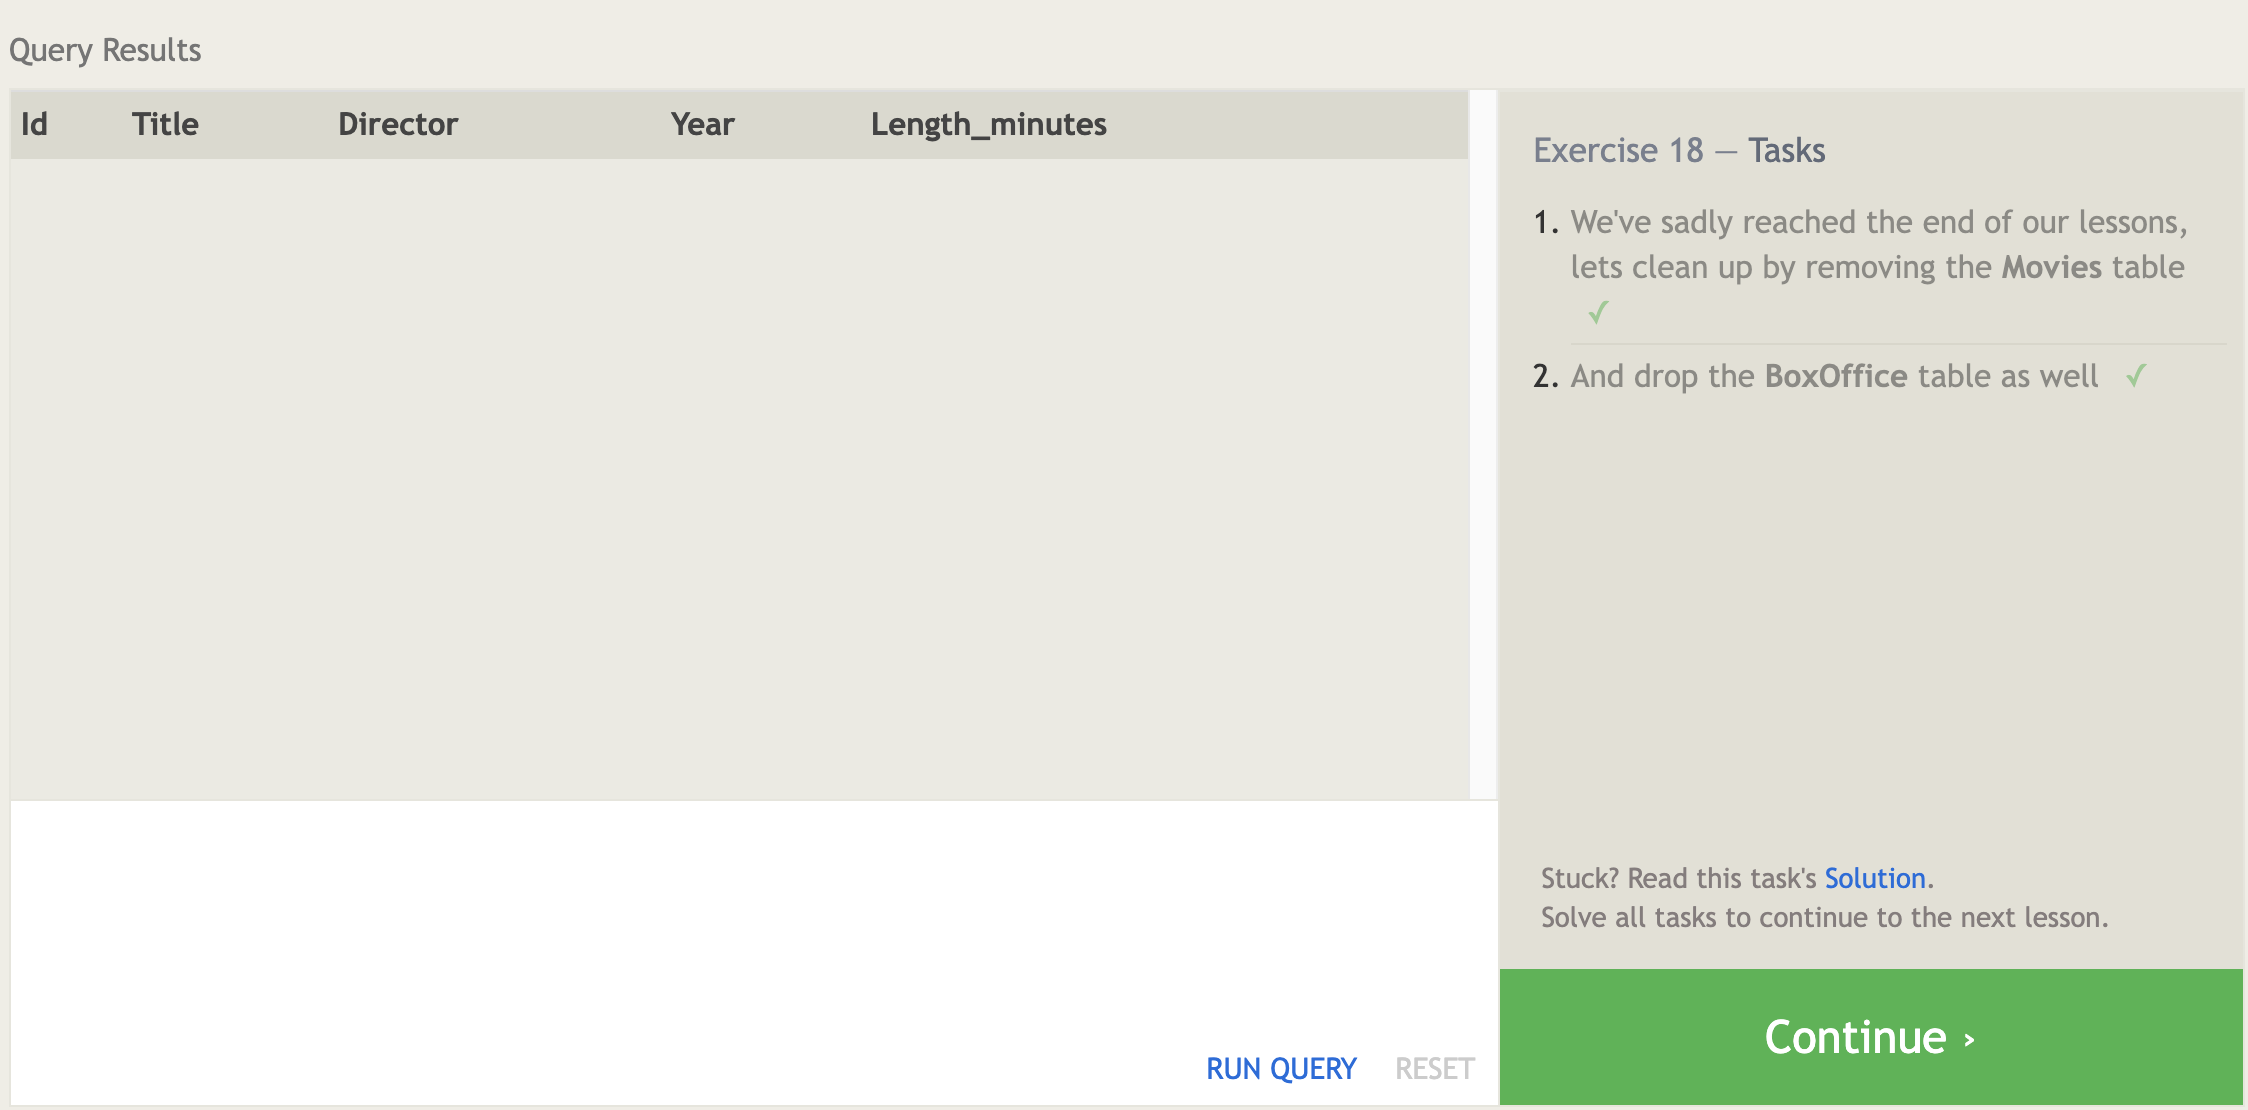 Query Results
Id Title Director Year Length_minutes
Exercise 18 — Tasks
1. We've sadly reached the end of our lessons,
lets clean up by removing the Movies table
✓
2. And drop the BoxOffice table as well ✓
Stuck? Read this task's Solution.
Solve all tasks to continue to the next lesson.
RUN QUERY RESET
Continue ›